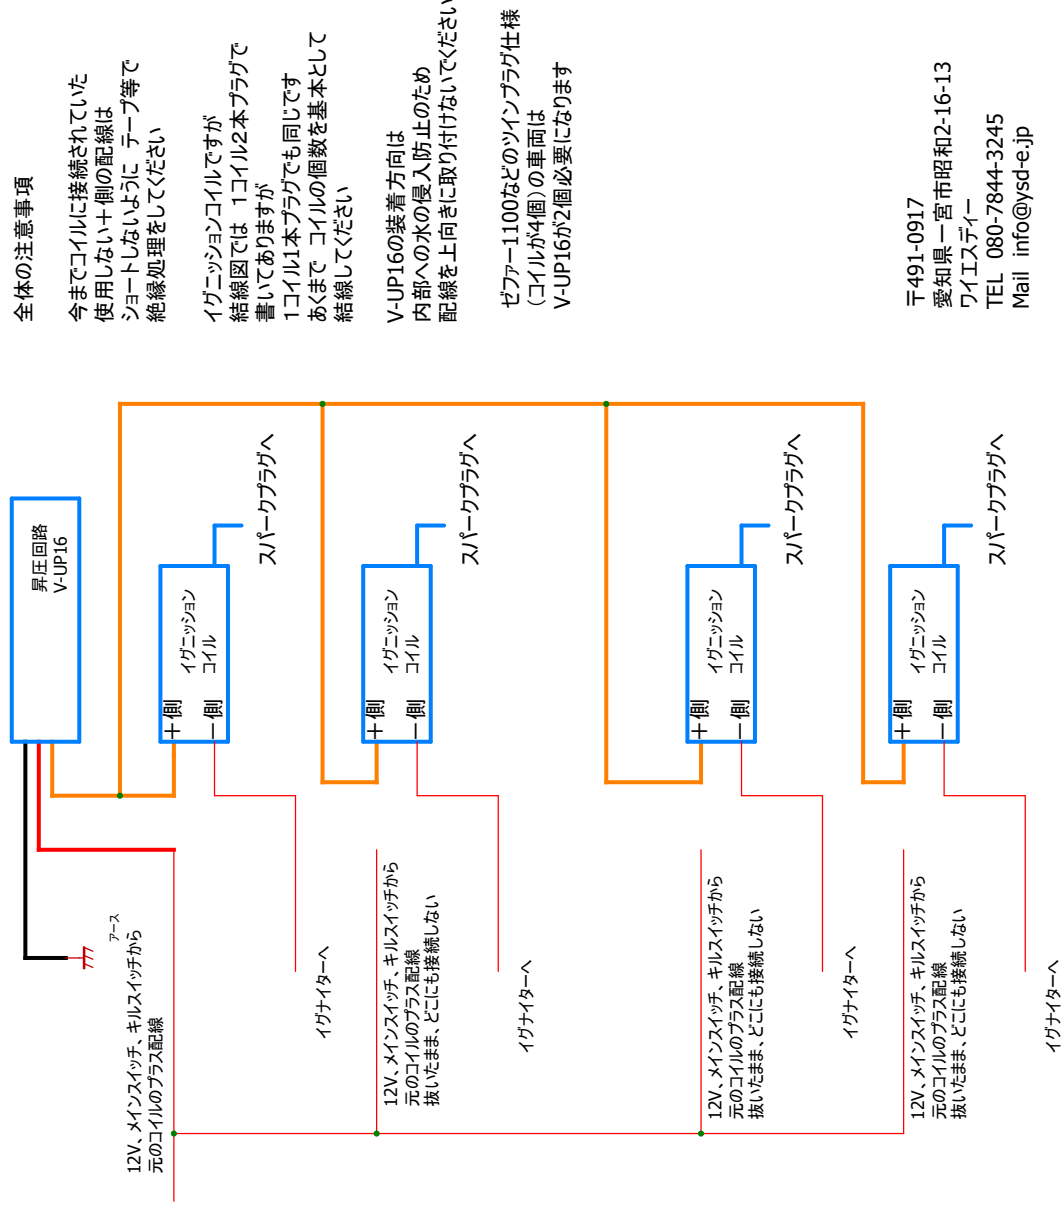 全体の注意事項
今までコイルに接続されていた
使用しない＋側の配線は
ショートしないように　テープ等で
絶縁処理をしてください
イグニッションコイルですが
結線図では　1コイル2本プラグで
書いてありますが
1コイル1本プラグでも同じです
あくまで　コイルの個数を基本として
結線してください
V-UP16の装着方向は
内部への水の侵入防止のため
配線を上向きに取り付けないでください
ゼファー1100などのツインプラグ仕様
（コイルが4個）の車両は
V-UP16が2個必要になります
〒491-0917
愛知県一宮市昭和2-16-13
ワイエスディー
TEL 080-7844-3245
Mail info@ysd-e.jp
昇圧回路
V-UP16
イグニッション
コイル
＋側
－側
スパークプラグへ
イグニッション
コイル
＋側
－側
スパークプラグへ
イグニッション
コイル
＋側
－側
スパークプラグへ
イグニッション
コイル
＋側
－側
スパークプラグへ
アース
12V、メインスイッチ、キルスイッチから
元のコイルのプラス配線
イグナイターへ
12V、メインスイッチ、キルスイッチから
元のコイルのプラス配線
抜いたまま、どこにも接続しない
イグナイターへ
12V、メインスイッチ、キルスイッチから
元のコイルのプラス配線
抜いたまま、どこにも接続しない
イグナイターへ
12V、メインスイッチ、キルスイッチから
元のコイルのプラス配線
抜いたまま、どこにも接続しない
イグナイターへ